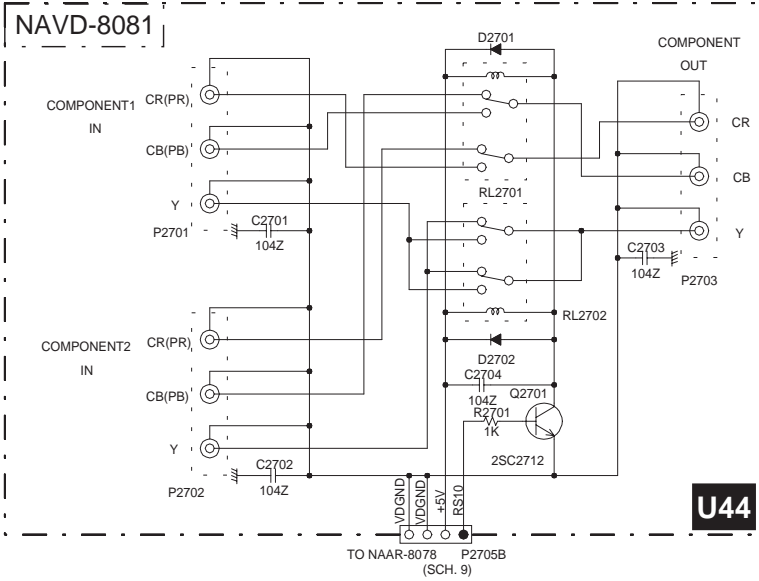 NAVD-8081
D2701
COMPONENT
OUT
COMPONENT1
IN
CR(PR)
CB(PB)
Y
P2701
C2701
104Z
RL2701
CR
CB
Y
C2703
104Z
P2703
RL2702
COMPONENT2
IN
CR(PR)
CB(PB)
Y
P2702
C2702
104Z
D2702
C2704
104Z
Q2701
R2701
1K
2SC2712
VDGND
VDGND
+5V
RS10
U44
TO NAAR-8078
P2705B
(SCH. 9)